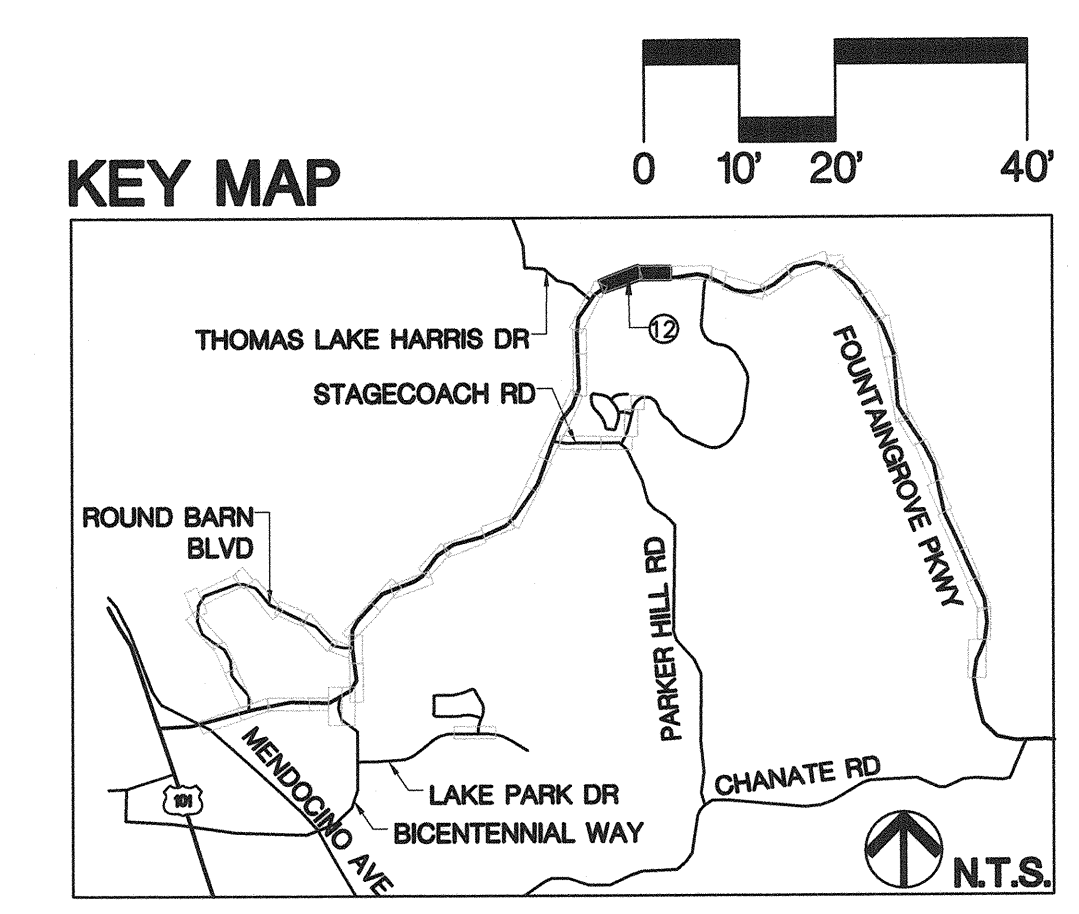 0 10' 20' 40'
KEY MAP
THOMAS LAKE HARRIS DR
12
STAGECOACH RD
FOUNTAINGROVE PKWY
ROUND BARN
BLVD
PARKER HILL RD
MENDOCINO AVE
CHANATE RD
LAKE PARK DR
101
BICENTENNIAL WAY
N.T.S.